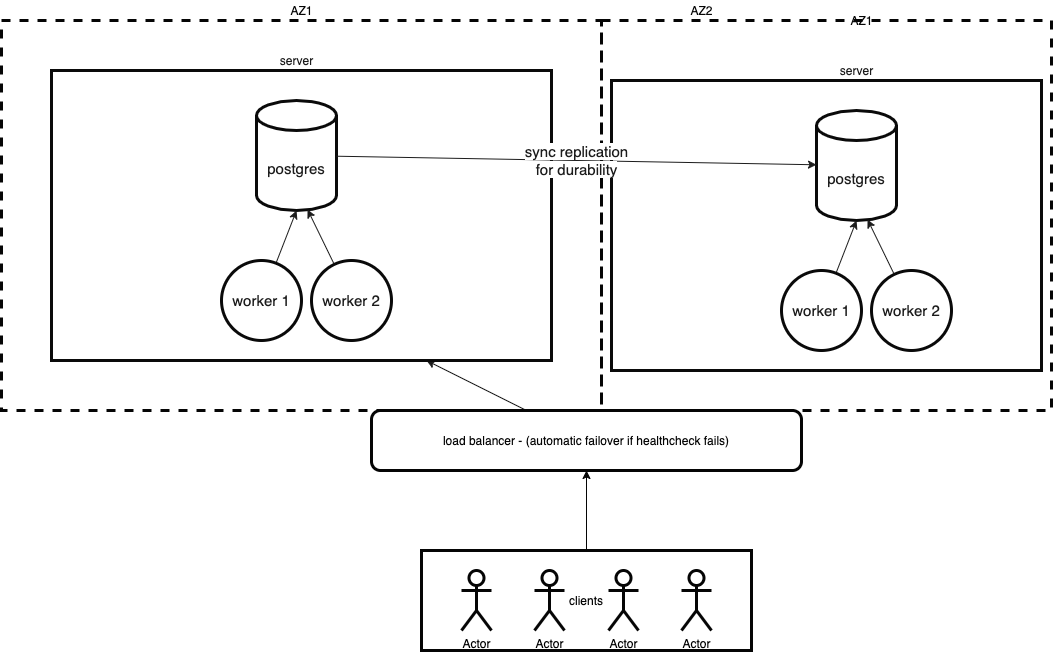 AZ1
AZ2
AZ1
server
server
postgres
sync replication
for durability
postgres
worker 1
worker 2
worker 1
worker 2
load balancer - (automatic failover if healthcheck fails)
clients
Actor
Actor
Actor
Actor